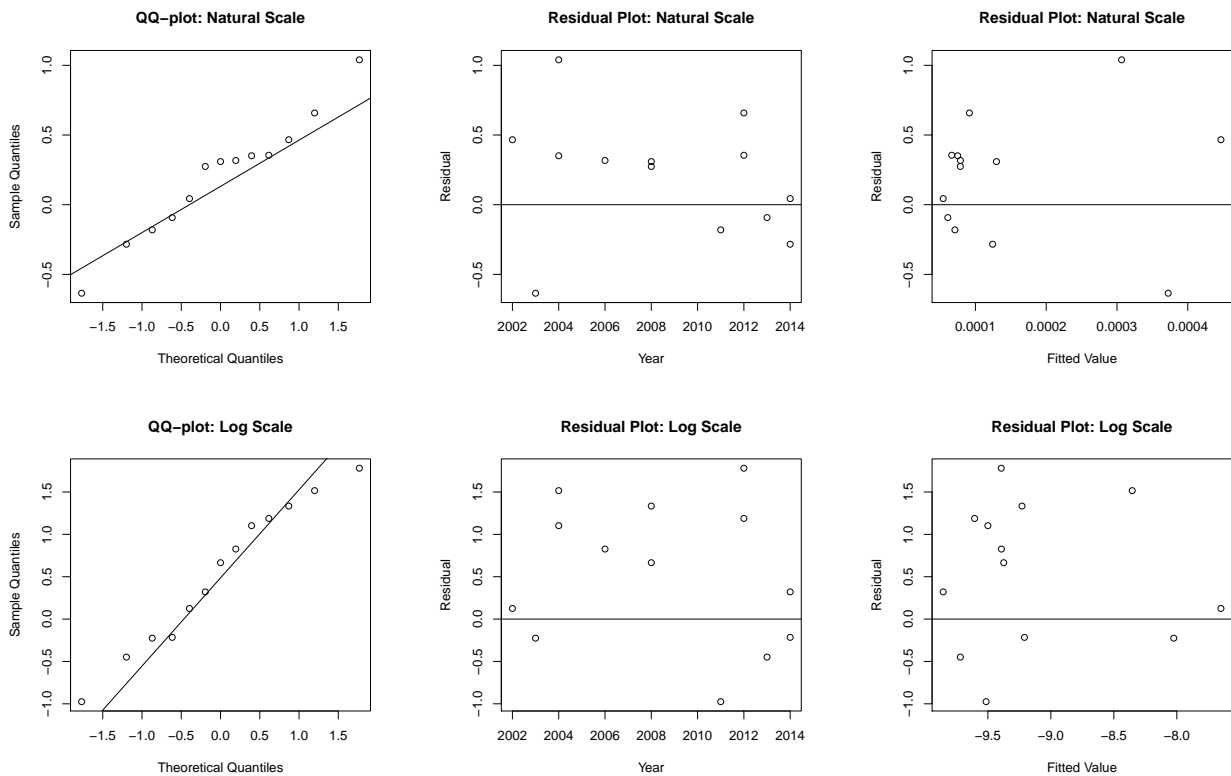 QQ−plot: Natural Scale
Sample Quantiles
1.0
0.5
0.0
−0.5
−1.5 −1.0 −0.5 0.0 0.5 1.0 1.5
Theoretical Quantiles
Residual Plot: Natural Scale
Residual
1.0
0.5
0.0
−0.5
2002 2004 2006 2008 2010 2012 2014
Year
Residual Plot: Natural Scale
Residual
1.0
0.5
0.0
−0.5
0.0001 0.0002 0.0003 0.0004
Fitted Value
QQ−plot: Log Scale
Sample Quantiles
1.5
1.0
0.5
0.0
−0.5
−1.0
−1.5 −1.0 −0.5 0.0 0.5 1.0 1.5
Theoretical Quantiles
Residual Plot: Log Scale
Residual
1.5
1.0
0.5
0.0
−0.5
−1.0
2002 2004 2006 2008 2010 2012 2014
Year
Residual Plot: Log Scale
Residual
1.5
1.0
0.5
0.0
−0.5
−1.0
−9.5 −9.0 −8.5 −8.0
Fitted Value